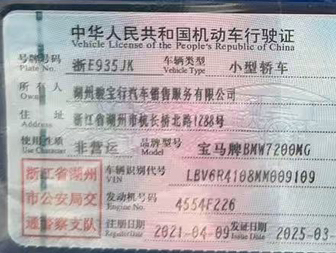 中华人民共和国机动车行驶证
Vehicle License of the People's Republic of China
号牌号码 浙E935JK 车辆类型 小型轿车
Plate No. Vehicle Type
所有人 湖州骏宝行汽车销售服务有限公司
Owner
住址 浙江省湖州市杭长桥北路1288号
Address
使用性质 非营运 品牌型号 宝马牌BMW7200MG
Use Character Model
浙江省湖州市公安局交通警察支队
车辆识别代号 LBV6R4108MM009109
VIN
发动机号码 4554F226
Engine No.
注册日期 2021-04-09 发证日期 2025-03-
Register Date Issue Date